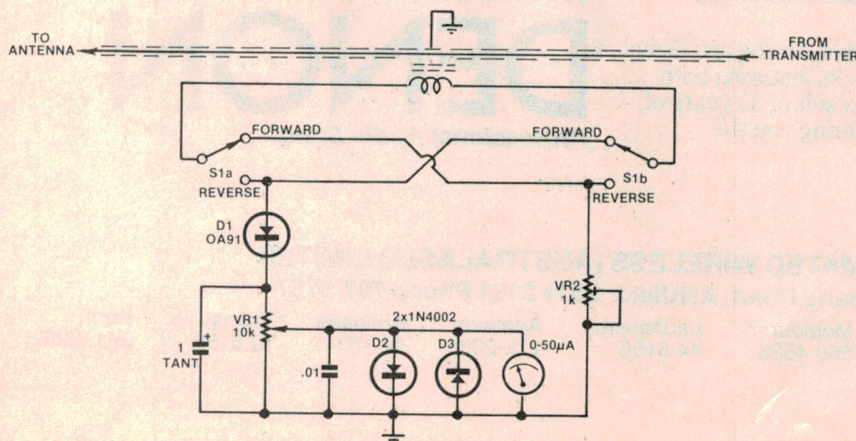 TO
ANTENNA
FROM
TRANSMITTER
FORWARD
FORWARD
S1a
REVERSE
S1b
REVERSE
D1
OA91
VR2
1k
VR1
10k
2x1N4002
1
TANT
.01
D2
D3
0-50µA